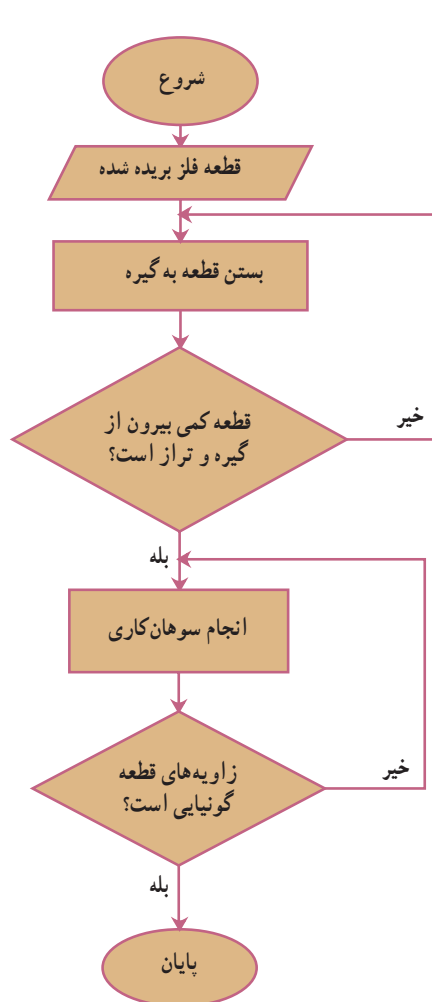 شروع
قطعه فلز بریده شده
بستن قطعه به گیره
قطعه کمی بیرون از
گیره و تراز است؟
خیر
بله
انجام سوهان‌کاری
زاویه‌های قطعه
گونیایی است؟
خیر
بله
پایان